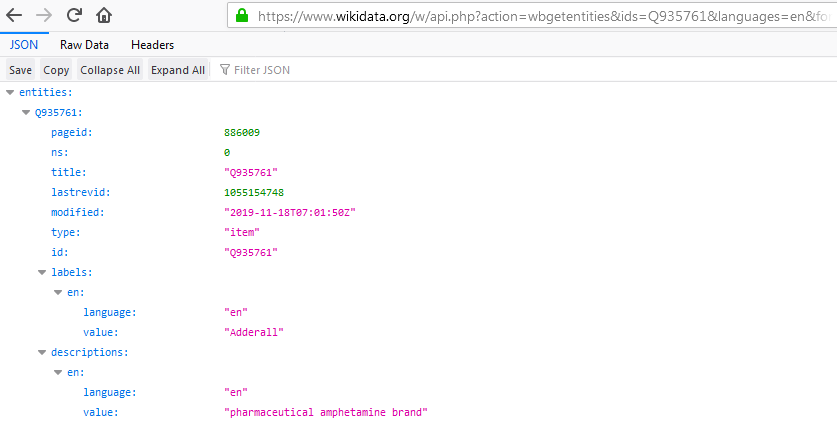 https://www.wikidata.org/w/api.php?action=wbgetentities&ids=Q935761&languages=en&fo
JSON Raw Data Headers
Save Copy Collapse All Expand All Filter JSON
entities:
Q935761:
pageid: 886009
ns: 0
title: "Q935761"
lastrevid: 1055154748
modified: "2019-11-18T07:01:50Z"
type: "item"
id: "Q935761"
labels:
en:
language: "en"
value: "Adderall"
descriptions:
en:
language: "en"
value: "pharmaceutical amphetamine brand"